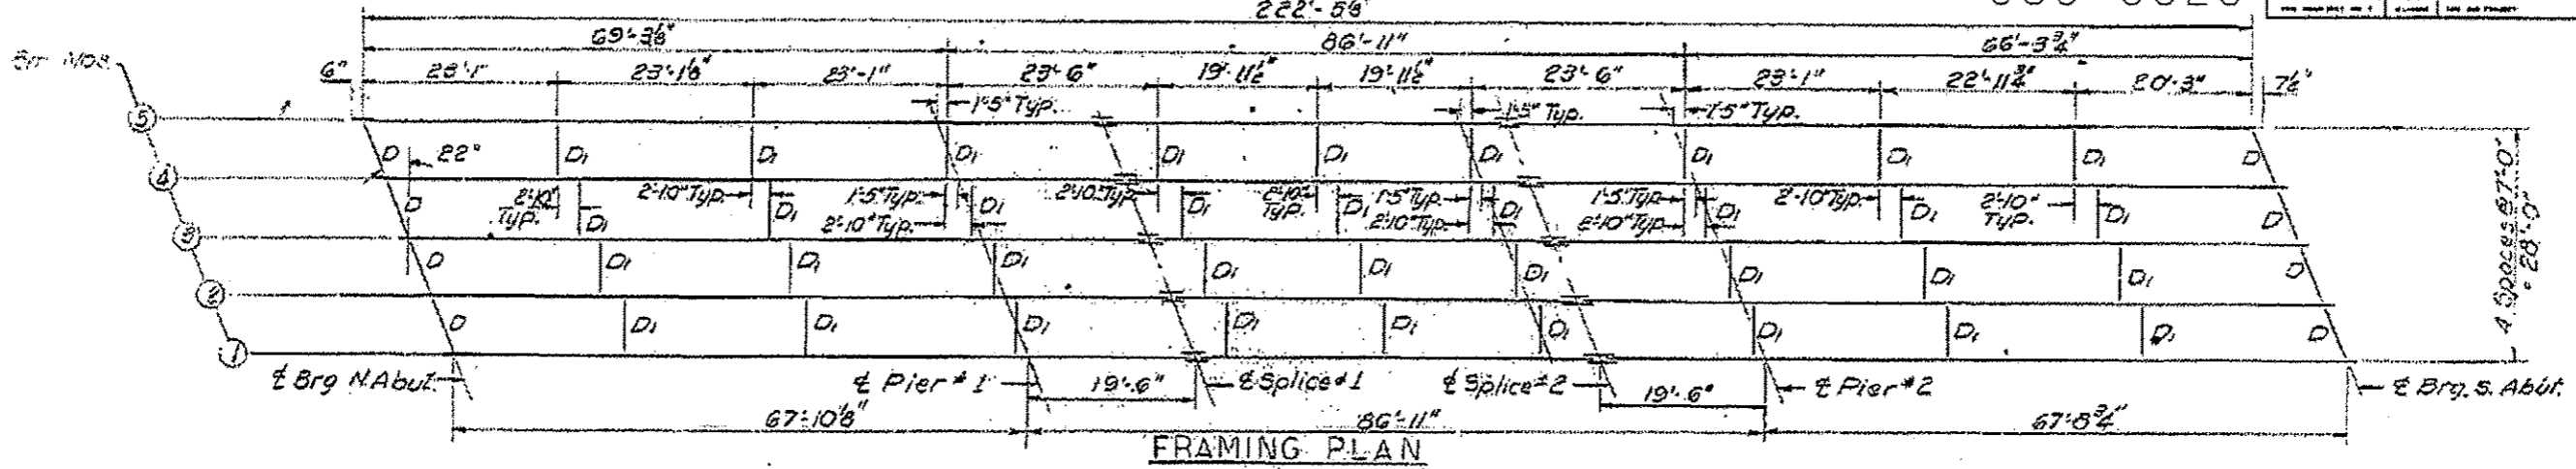 222'-5⅞"
69'-3⅛" 86'-11" 66'-3¾"
6" 23'-1" 23'-1⅛" 23'-1" 23'-6" 19'-11½" 19'-11½" 23'-6" 23'-1" 22'-11¾" 20'-3" 7½"
1'-5" Typ. 1'-5" Typ. 1'-5" Typ.
5
D 22" D1 D1 D1 D1 D1 D1 D1 D1 D1 D
4
2'-10" Typ. 2'-10" Typ. 1'-5" Typ. 2'-10" Typ. 2'-10" Typ. 1'-5" Typ. 1'-5" Typ. 2'-10" Typ. 2'-10" Typ.
D D1 D1 2'-10" Typ. D1 D1 D1 2'-10" Typ. D1 2'-10" Typ. D1 D1 D1 D
3
D D1 D1 D1 D1 D1 D1 D1 D1 D1 D
2
D D1 D1 D1 D1 D1 D1 D1 D1 D1 D
1
4 Spaces @ 7'-0"
= 28'-0"
℄ Brg N. Abut. ℄ Pier #1 19'-6" ℄ Splice #1 ℄ Splice #2 19'-6" ℄ Pier #2 ℄ Brg. S. Abut.
67'-10⅛" 86'-11" 67'-8¾"
FRAMING PLAN